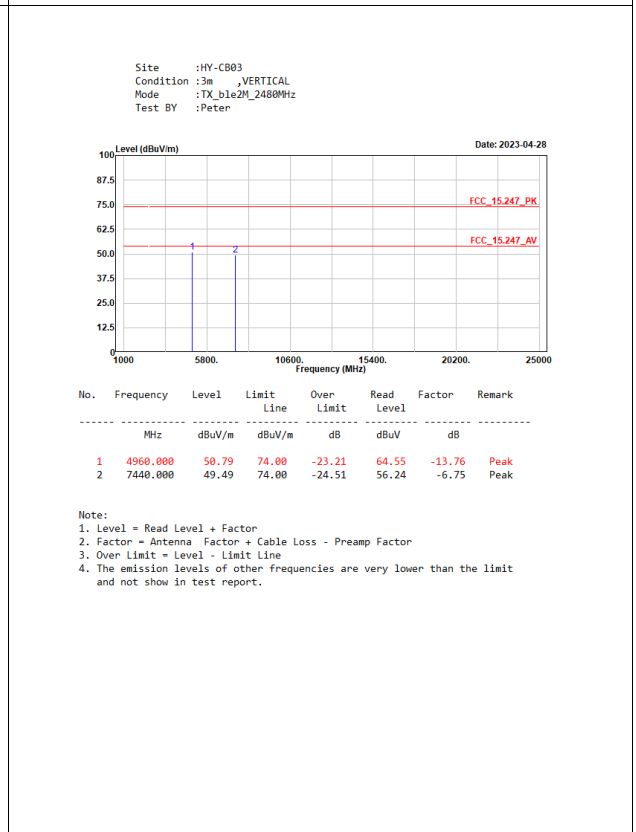 Site :HY-CB03
Condition :3m ,VERTICAL
Mode :TX_ble2M_2480MHz
Test BY :Peter
Level (dBuV/m)
Date: 2023-04-28
100
87.5
75.0
FCC_15.247_PK
62.5
FCC_15.247_AV
50.0
1
2
37.5
25.0
12.5
0
1000 5800. 10600. 15400. 20200. 25000
Frequency (MHz)
No. Frequency Level Limit Over Read Factor Remark
Line Limit Level
------ ----------- -------- --------- --------- -------- -------- ---------
MHz dBuV/m dBuV/m dB dBuV dB
1 4960.000 50.79 74.00 -23.21 64.55 -13.76 Peak
2 7440.000 49.49 74.00 -24.51 56.24 -6.75 Peak
Note:
1. Level = Read Level + Factor
2. Factor = Antenna Factor + Cable Loss - Preamp Factor
3. Over Limit = Level - Limit Line
4. The emission levels of other frequencies are very lower than the limit
and not show in test report.